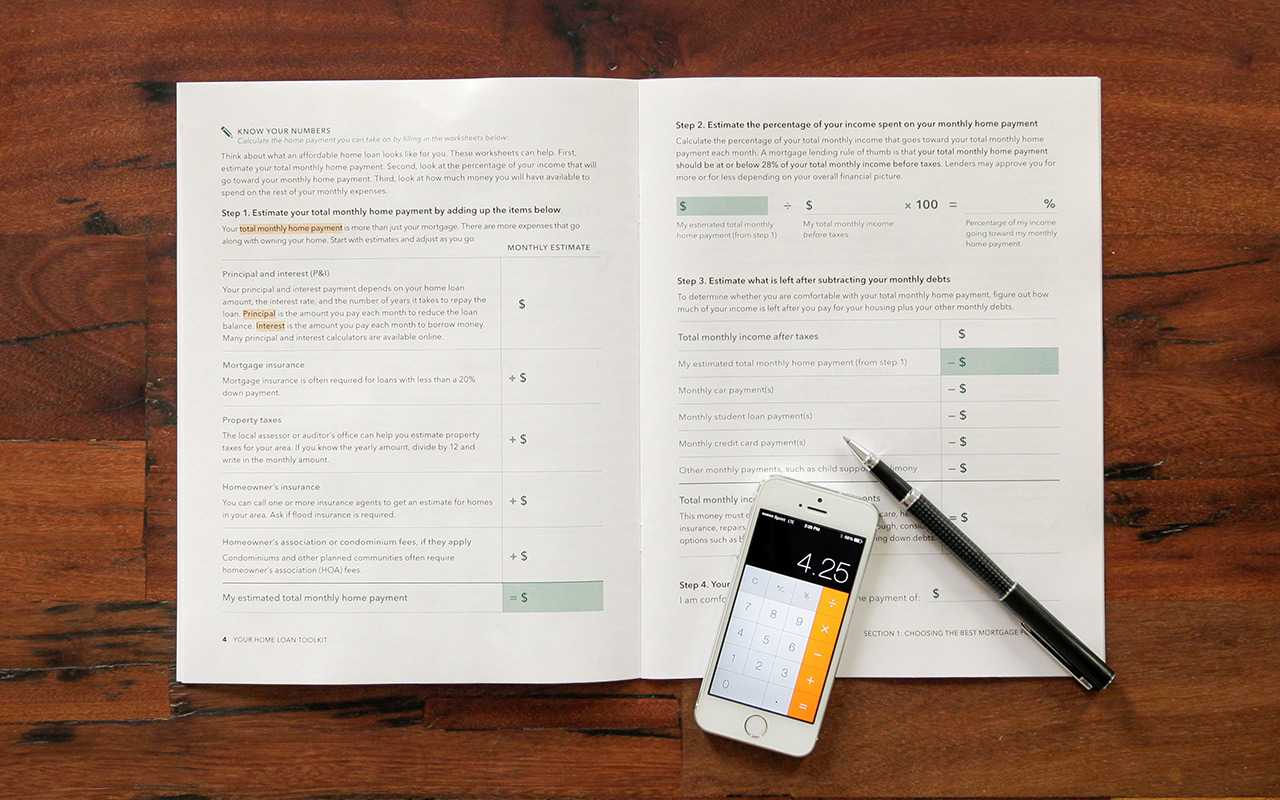 KNOW YOUR NUMBERS
Calculate the home payment you can take on by filling in the worksheets below:
Think about what an affordable home loan looks like for you. These worksheets can help. First,
estimate your total monthly home payment. Second, look at the percentage of your income that will
go toward your monthly home payment. Third, look at how much money you will have available to
spend on the rest of your monthly expenses.
Step 1. Estimate your total monthly home payment by adding up the items below
Your total monthly home payment is more than just your mortgage. There are more expenses that go
along with owning your home. Start with estimates and adjust as you go.
MONTHLY ESTIMATE
Principal and interest (P&I)
Your principal and interest payment depends on your home loan
amount, the interest rate, and the number of years it takes to repay the
loan. Principal is the amount you pay each month to reduce the loan
balance. Interest is the amount you pay each month to borrow money.
Many principal and interest calculators are available online.
$
Mortgage insurance
Mortgage insurance is often required for loans with less than a 20%
down payment.
+ $
Property taxes
The local assessor or auditor's office can help you estimate property
taxes for your area. If you know the yearly amount, divide by 12 and
write in the monthly amount.
+ $
Homeowner's insurance
You can call one or more insurance agents to get an estimate for homes
in your area. Ask if flood insurance is required.
+ $
Homeowner's association or condominium fees, if they apply
Condominiums and other planned communities often require
homeowner's association (HOA) fees.
+ $
My estimated total monthly home payment
= $
4 YOUR HOME LOAN TOOLKIT
Step 2. Estimate the percentage of your income spent on your monthly home payment
Calculate the percentage of your total monthly income that goes toward your total monthly home
payment each month. A mortgage lending rule of thumb is that your total monthly home payment
should be at or below 28% of your total monthly income before taxes. Lenders may approve you for
more or for less depending on your overall financial picture.
$ ÷ $ × 100 = %
My estimated total monthly
home payment (from step 1)
My total monthly income
before taxes
Percentage of my income
going toward my monthly
home payment
Step 3. Estimate what is left after subtracting your monthly debts
To determine whether you are comfortable with your total monthly home payment, figure out how
much of your income is left after you pay for your housing plus your other monthly debts.
Total monthly income after taxes $
My estimated total monthly home payment (from step 1) – $
Monthly car payment(s) – $
Monthly student loan payment(s) – $
Monthly credit card payment(s) – $
Other monthly payments, such as child – $
Total monthly
This money must
insurance, repairs
options such as
down debts.
= $
Step 4. Your
I am payment of: $
SECTION 1: CHOOSING THE BEST MORTGAGE
Sprint LTE
4.25
C +/- % ÷
7 8 9 ×
4 5 6 −
1 2 3 +
0 . =